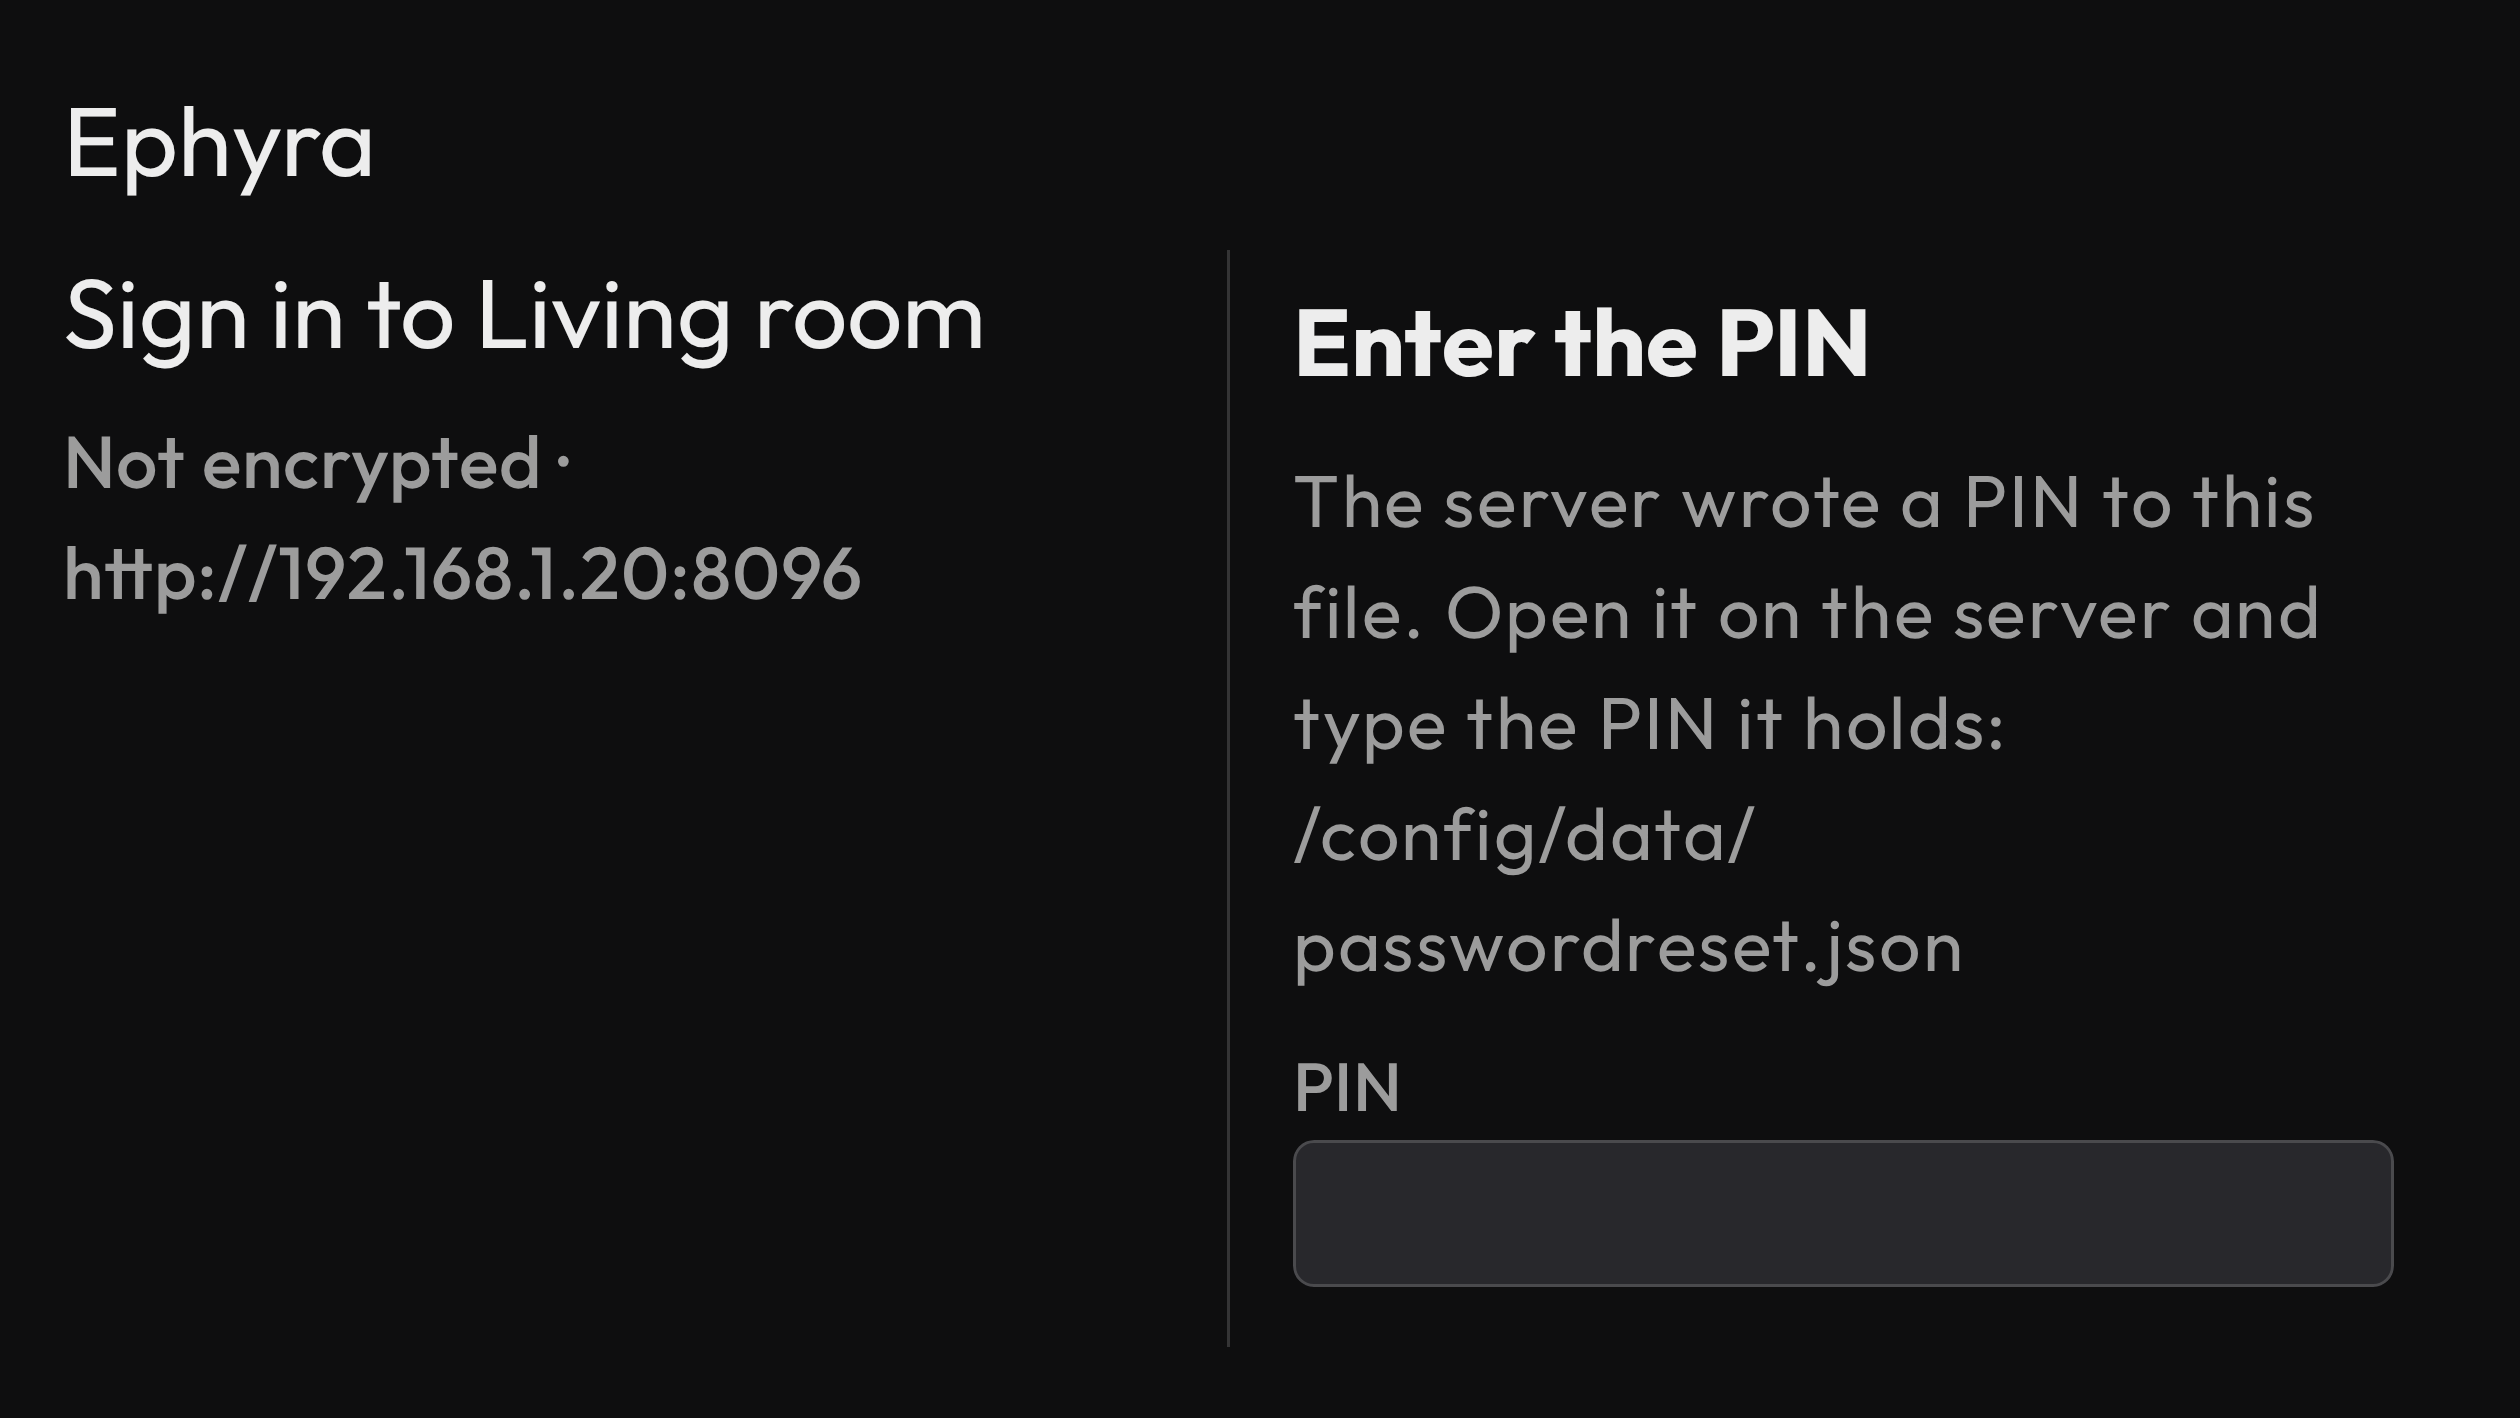 Ephyra
Sign in to Living room
Not encrypted ·
http://192.168.1.20:8096
Enter the PIN
The server wrote a PIN to this
file. Open it on the server and
type the PIN it holds:
/config/data/
passwordreset.json
PIN